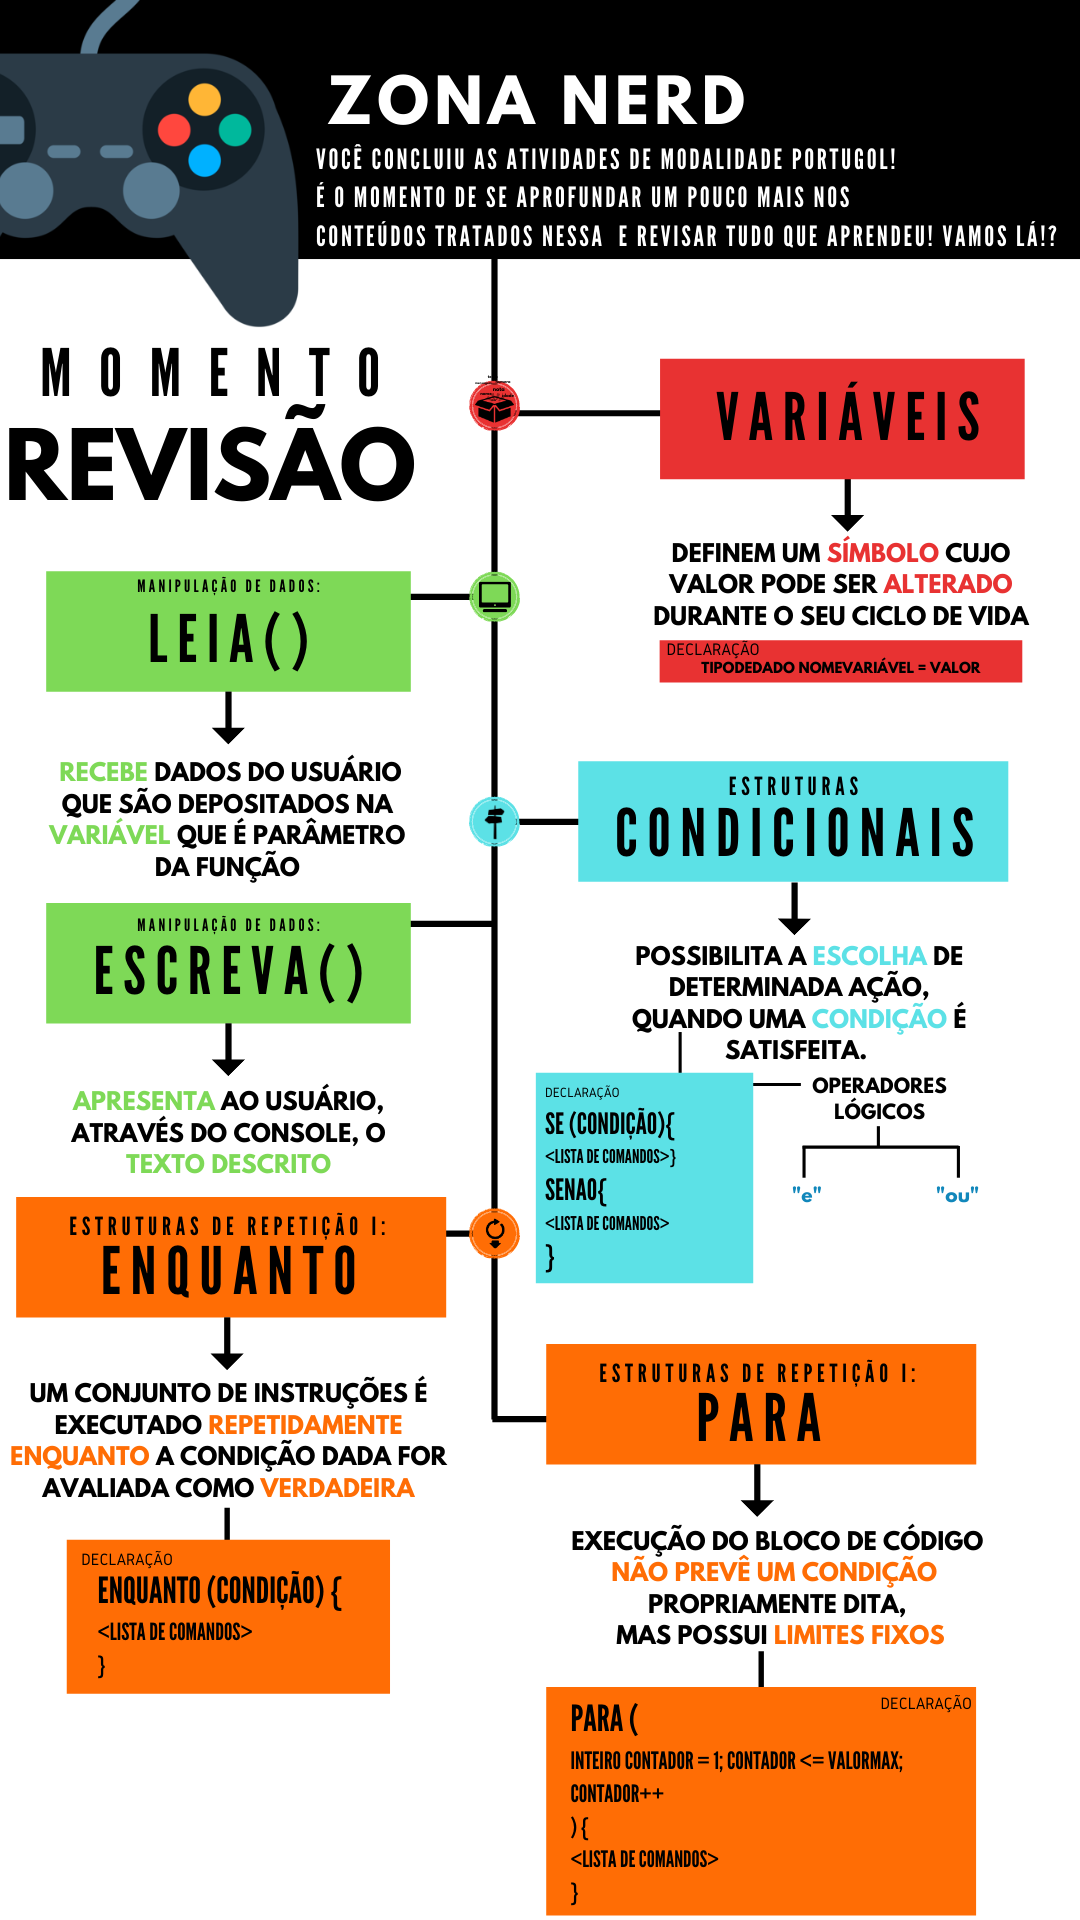 ZONA NERD
VOCÊ CONCLUIU AS ATIVIDADES DE MODALIDADE PORTUGOL!
É O MOMENTO DE SE APROFUNDAR UM POUCO MAIS NOS
CONTEÚDOS TRATADOS NESSA E REVISAR TUDO QUE APRENDEU! VAMOS LÁ!?
MOMENTO
REVISÃO
VARIÁVEIS
DEFINEM UM SÍMBOLO CUJO
VALOR PODE SER ALTERADO
DURANTE O SEU CICLO DE VIDA
DECLARAÇÃO
TIPODEDADO NOMEVARIÁVEL = VALOR
MANIPULAÇÃO DE DADOS:
LEIA()
RECEBE DADOS DO USUÁRIO
QUE SÃO DEPOSITADOS NA
VARIÁVEL QUE É PARÂMETRO
DA FUNÇÃO
MANIPULAÇÃO DE DADOS:
ESCREVA()
APRESENTA AO USUÁRIO,
ATRAVÉS DO CONSOLE, O
TEXTO DESCRITO
ESTRUTURAS
CONDICIONAIS
POSSIBILITA A ESCOLHA DE
DETERMINADA AÇÃO,
QUANDO UMA CONDIÇÃO É
SATISFEITA.
DECLARAÇÃO
SE (CONDIÇÃO){
<LISTA DE COMANDOS>}
SENAO{
<LISTA DE COMANDOS>
}
OPERADORES
LÓGICOS
"e"
"ou"
ESTRUTURAS DE REPETIÇÃO I:
ENQUANTO
UM CONJUNTO DE INSTRUÇÕES É
EXECUTADO REPETIDAMENTE
ENQUANTO A CONDIÇÃO DADA FOR
AVALIADA COMO VERDADEIRA
DECLARAÇÃO
ENQUANTO (CONDIÇÃO) {
<LISTA DE COMANDOS>
}
ESTRUTURAS DE REPETIÇÃO I:
PARA
EXECUÇÃO DO BLOCO DE CÓDIGO
NÃO PREVÊ UM CONDIÇÃO
PROPRIAMENTE DITA,
MAS POSSUI LIMITES FIXOS
DECLARAÇÃO
PARA (
INTEIRO CONTADOR = 1; CONTADOR <= VALORMAX;
CONTADOR++
) {
<LISTA DE COMANDOS>
}